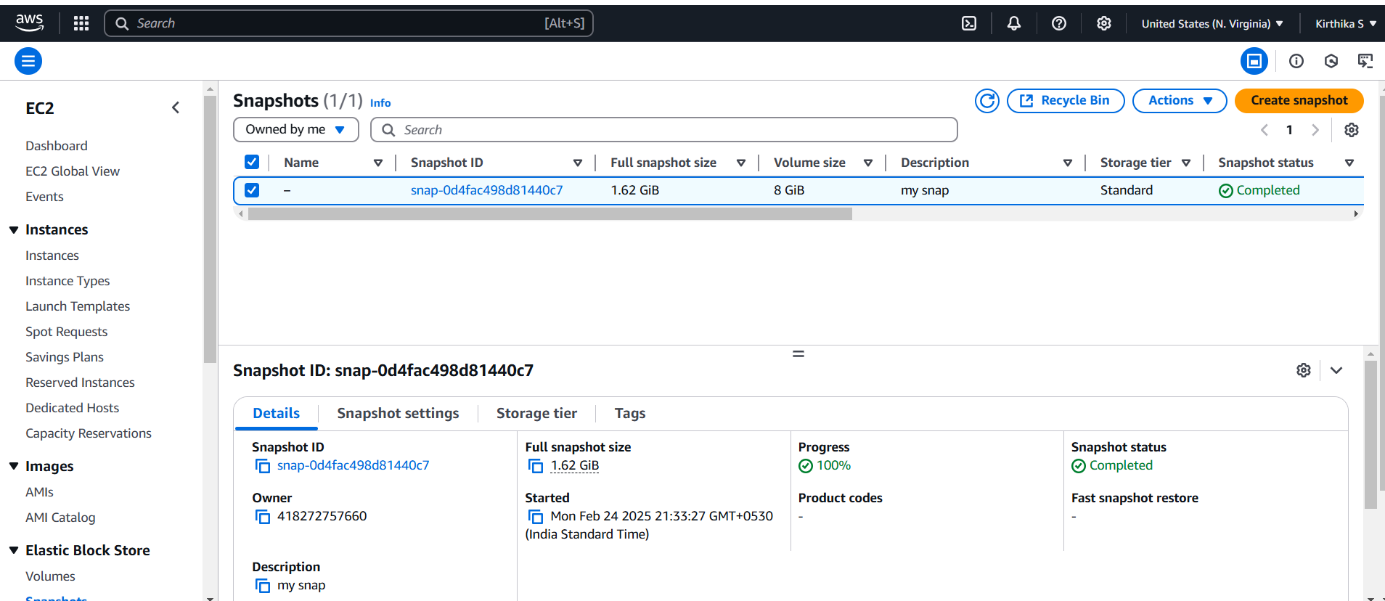 aws
Search [Alt+S]
United States (N. Virginia) Kirthika S
EC2
Dashboard
EC2 Global View
Events
Instances
Instances
Instance Types
Launch Templates
Spot Requests
Savings Plans
Reserved Instances
Dedicated Hosts
Capacity Reservations
Images
AMIs
AMI Catalog
Elastic Block Store
Volumes
Snapshots
Snapshots (1/1) Info
Recycle Bin
Actions
Create snapshot
Owned by me
Search
1
Name Snapshot ID Full snapshot size Volume size Description Storage tier Snapshot status
– snap-0d4fac498d81440c7 1.62 GiB 8 GiB my snap Standard Completed
Snapshot ID: snap-0d4fac498d81440c7
Details Snapshot settings Storage tier Tags
Snapshot ID
snap-0d4fac498d81440c7
Owner
418272757660
Description
my snap
Full snapshot size
1.62 GiB
Started
Mon Feb 24 2025 21:33:27 GMT+0530
(India Standard Time)
Progress
100%
Product codes
-
Snapshot status
Completed
Fast snapshot restore
-